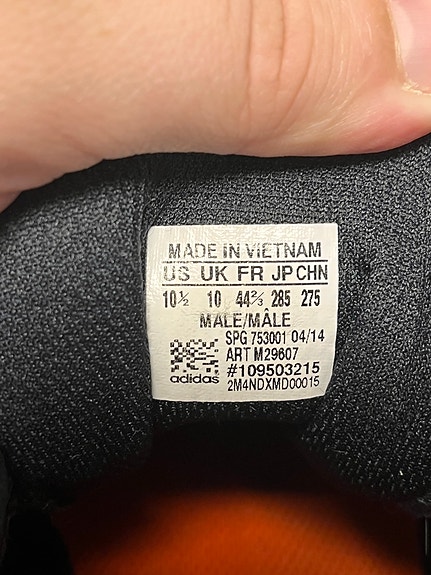 MADE IN VIETNAM
US UK FR JP CHN
10½ 10 44⅔ 285 275
MALE/MÂLE
SPG 753001 04/14
ART M29607
#109503215
adidas 2M4NDXMD00015